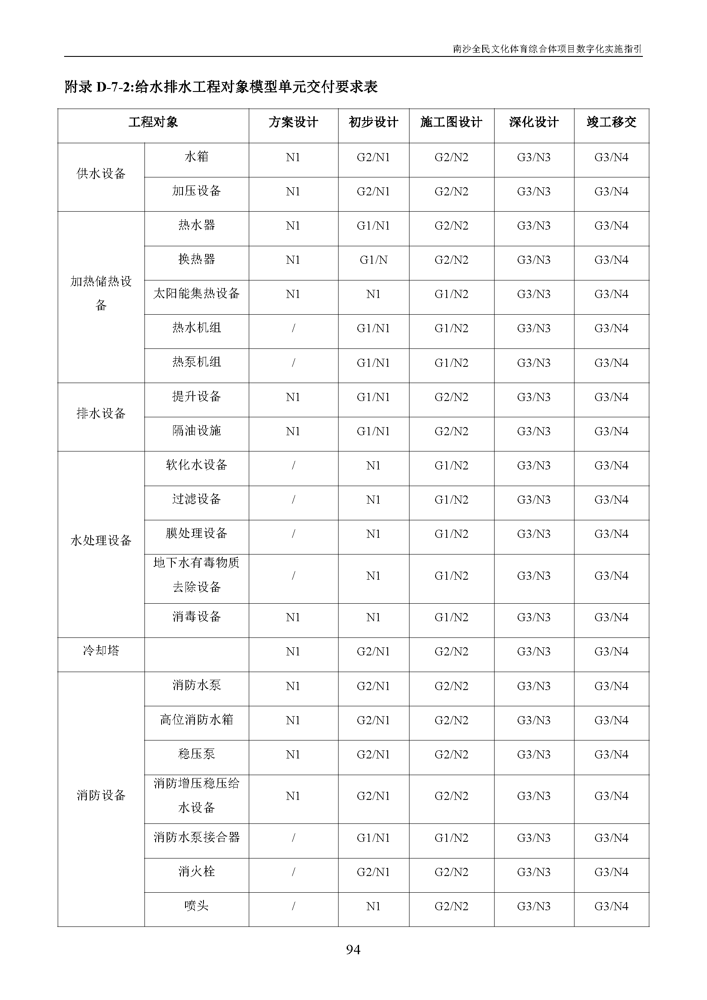 南沙全民文化体育综合体项目数字化实施指引
附录 D-7-2:给水排水工程对象模型单元交付要求表
工程对象 方案设计 初步设计 施工图设计 深化设计 竣工移交
供水设备 水箱 N1 G2/N1 G2/N2 G3/N3 G3/N4
加压设备 N1 G2/N1 G2/N2 G3/N3 G3/N4
加热储热设
备
热水器 N1 G1/N1 G2/N2 G3/N3 G3/N4
换热器 N1 G1/N G2/N2 G3/N3 G3/N4
太阳能集热设备 N1 N1 G1/N2 G3/N3 G3/N4
热水机组 / G1/N1 G1/N2 G3/N3 G3/N4
热泵机组 / G1/N1 G1/N2 G3/N3 G3/N4
排水设备 提升设备 N1 G1/N1 G2/N2 G3/N3 G3/N4
隔油设施 N1 G1/N1 G2/N2 G3/N3 G3/N4
水处理设备 软化水设备 / N1 G1/N2 G3/N3 G3/N4
过滤设备 / N1 G1/N2 G3/N3 G3/N4
膜处理设备 / N1 G1/N2 G3/N3 G3/N4
地下水有毒物质
去除设备 / N1 G1/N2 G3/N3 G3/N4
消毒设备 N1 N1 G1/N2 G3/N3 G3/N4
冷却塔 N1 G2/N1 G2/N2 G3/N3 G3/N4
消防设备 消防水泵 N1 G2/N1 G2/N2 G3/N3 G3/N4
高位消防水箱 N1 G2/N1 G2/N2 G3/N3 G3/N4
稳压泵 N1 G2/N1 G2/N2 G3/N3 G3/N4
消防增压稳压给
水设备 N1 G2/N1 G2/N2 G3/N3 G3/N4
消防水泵接合器 / G1/N1 G1/N2 G3/N3 G3/N4
消火栓 / G2/N1 G2/N2 G3/N3 G3/N4
喷头 / N1 G2/N2 G3/N3 G3/N4
94